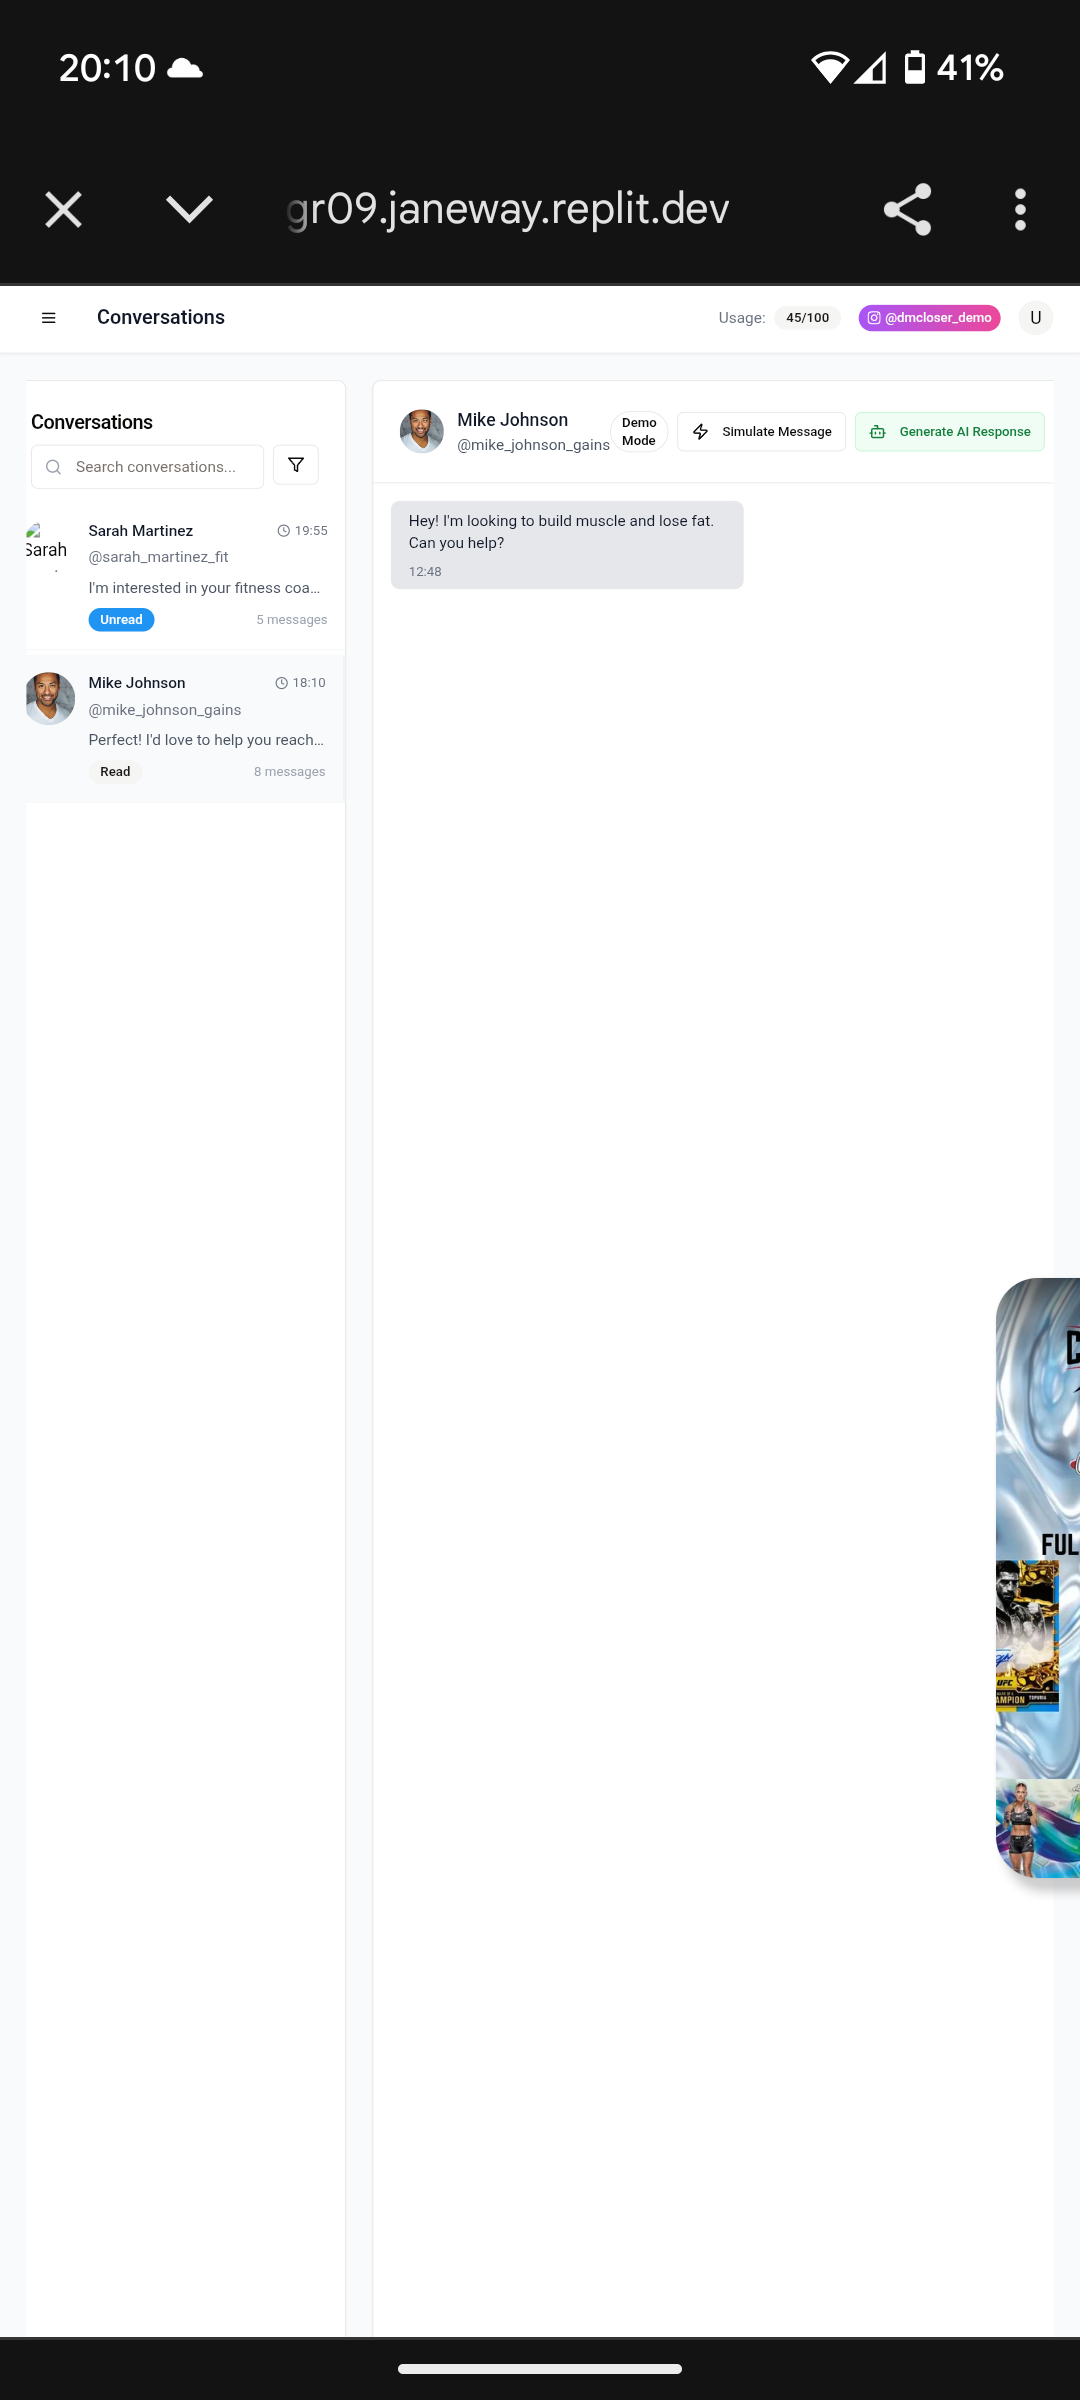 20:10
41%
gr09.janeway.replit.dev
Conversations
Usage: 45/100 @dmcloser_demo U
Conversations
Search conversations...
Sarah
Sarah Martinez 19:55
@sarah_martinez_fit
I'm interested in your fitness coa...
Unread 5 messages
Mike Johnson 18:10
@mike_johnson_gains
Perfect! I'd love to help you reach...
Read 8 messages
Mike Johnson
@mike_johnson_gains
Demo
Mode
Simulate Message
Generate AI Response
Hey! I'm looking to build muscle and lose fat.
Can you help?
12:48
FUL
UFC
AMPION TOPURIA